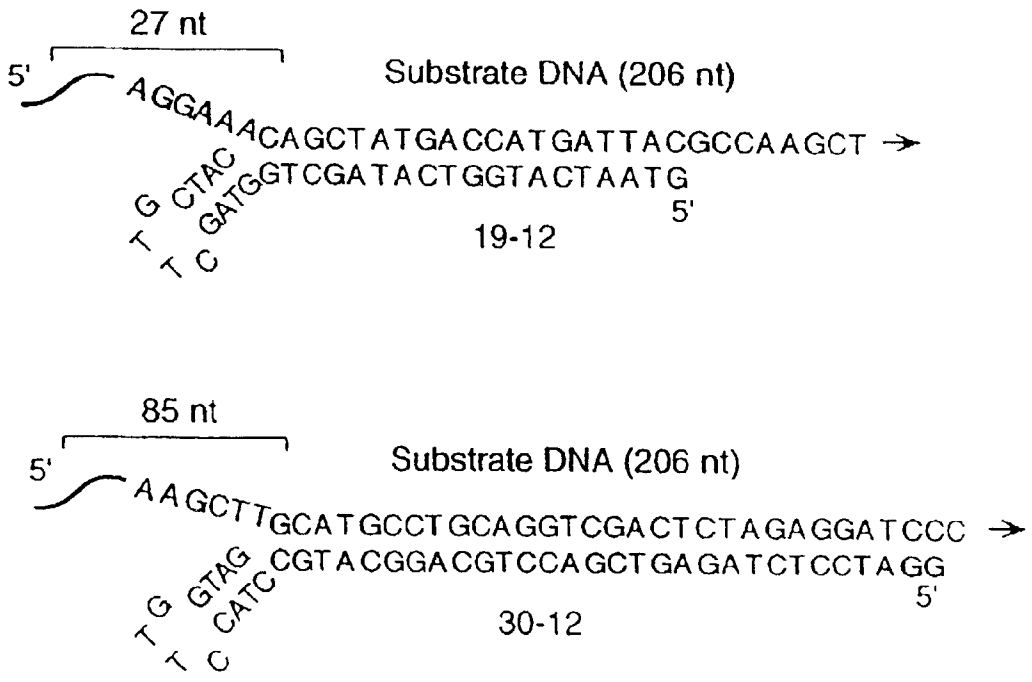 27 nt
5'
Substrate DNA (206 nt)
AGGAAACAGCTATGACCATGATTACGCCAAGCT →
CTAC
GATGGTCGATACTGGTACTAATG
G
T
T
C
5'
19-12
85 nt
5'
Substrate DNA (206 nt)
AAGCTTGCATGCCTGCAGGTCGACTCTAGAGGATCCC →
GTAG
CATCCGTACGGACGTCCAGCTGAGATCTCCTAGG
G
T
T
C
5'
30-12